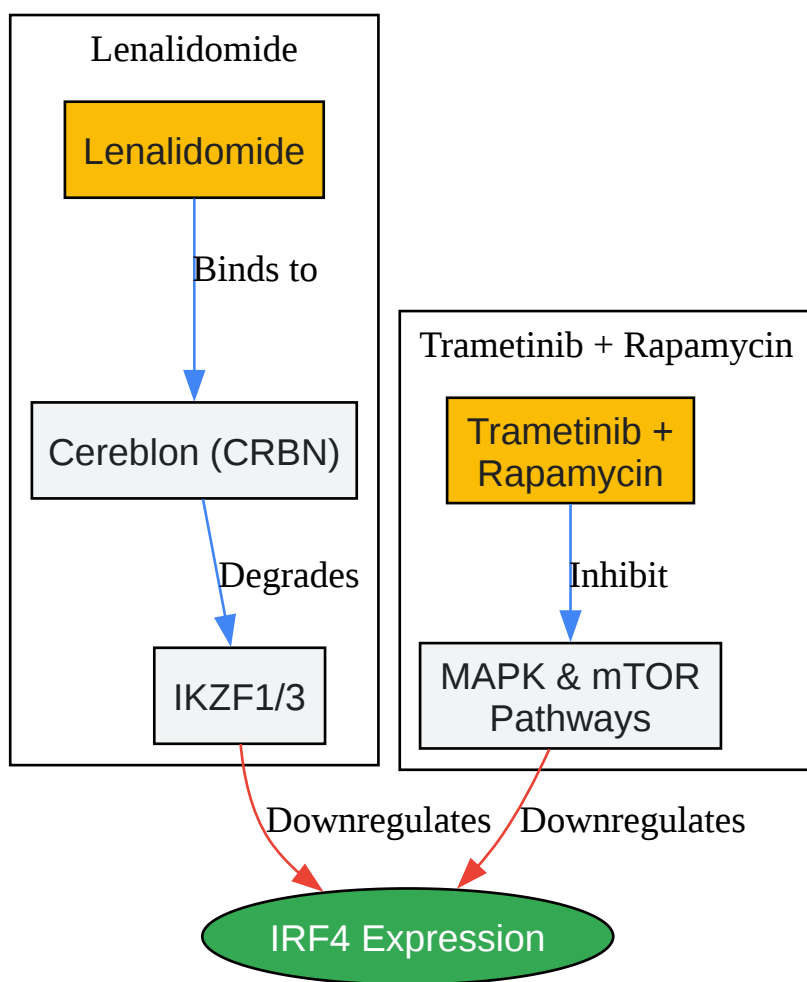 Lenalidomide
Lenalidomide
Binds to
Cereblon (CRBN)
Degrades
IKZF1/3
Trametinib + Rapamycin
Trametinib +
Rapamycin
Inhibit
MAPK & mTOR
Pathways
Downregulates
Downregulates
IRF4 Expression